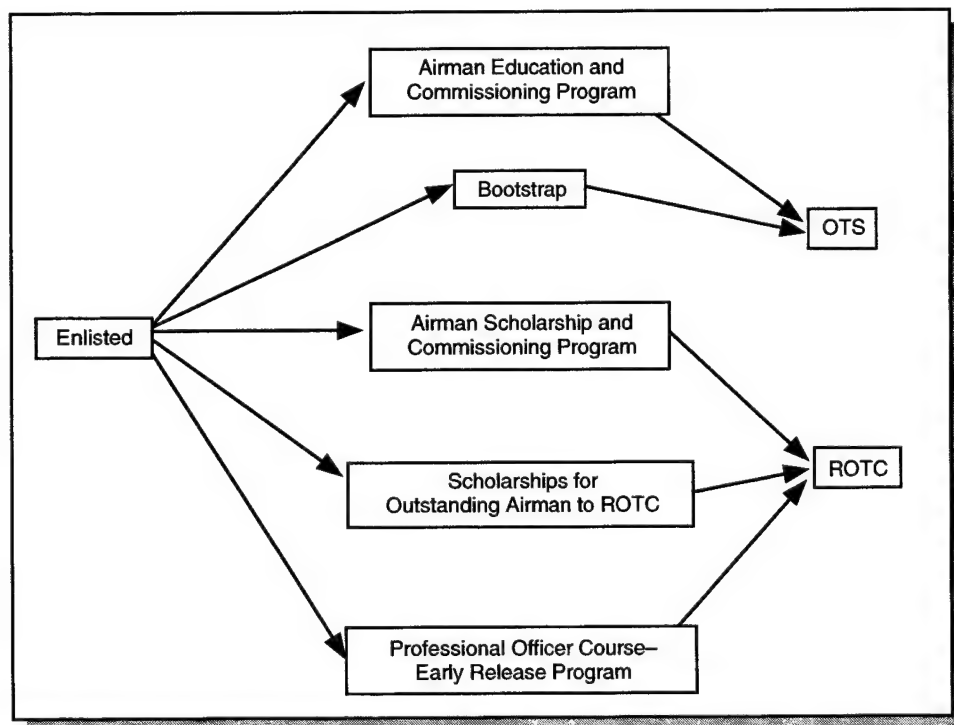 Airman Education and
Commissioning Program
Bootstrap
OTS
Enlisted
Airman Scholarship and
Commissioning Program
ROTC
Scholarships for
Outstanding Airman to ROTC
Professional Officer Course–
Early Release Program